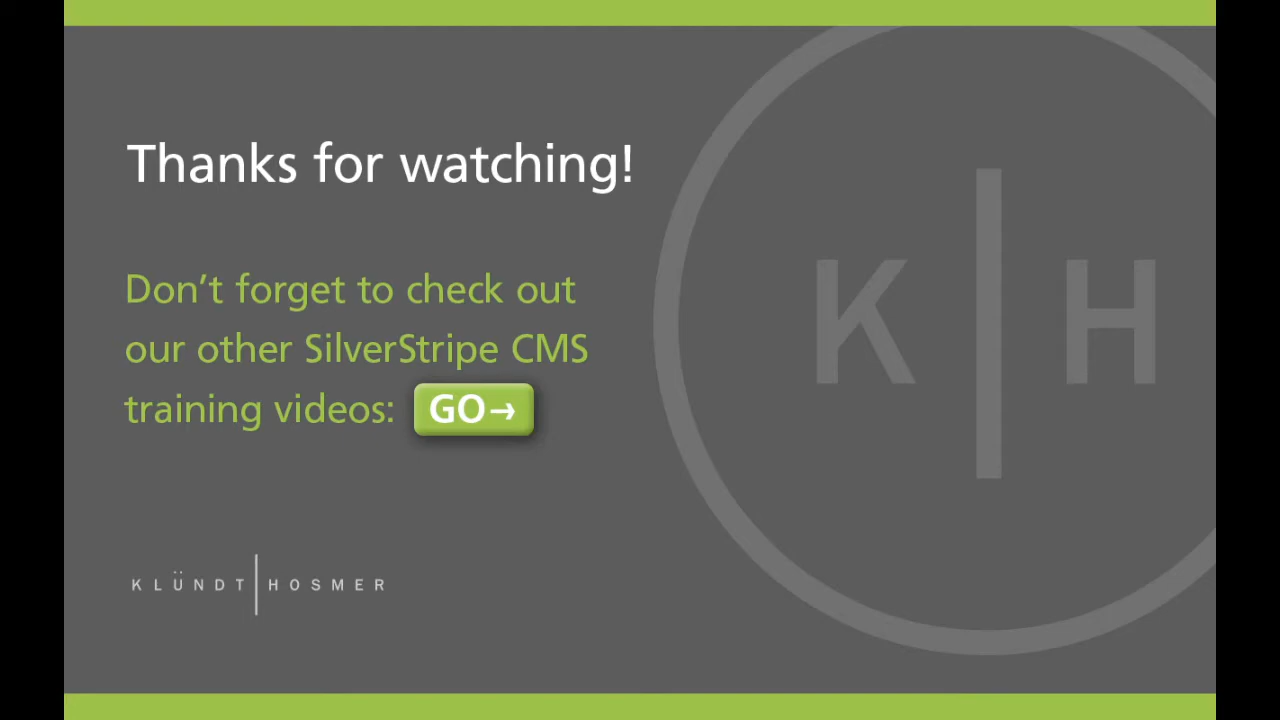 Thanks for watching!
Don't forget to check out
our other SilverStripe CMS
training videos: GO→
K|H
KLÜNDT|HOSMER